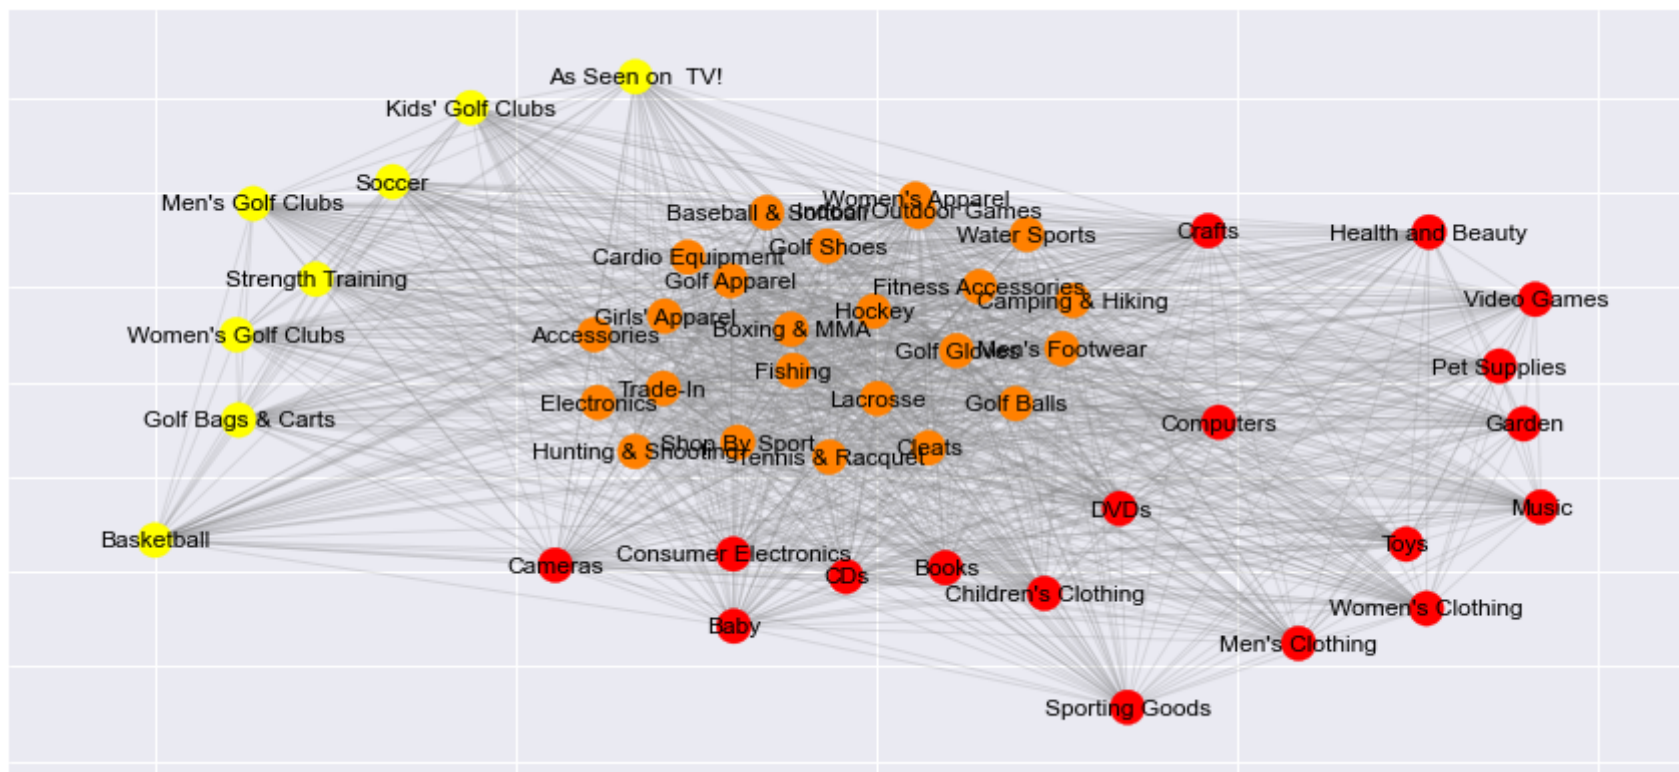 As Seen on  TV!
Kids' Golf Clubs
Soccer
Men's Golf Clubs
Women's Apparel
Baseball & Softball
Indoor/Outdoor Games
Water Sports
Crafts
Health and Beauty
Golf Shoes
Cardio Equipment
Golf Apparel
Strength Training
Fitness Accessories
Camping & Hiking
Video Games
Girls' Apparel
Hockey
Boxing & MMA
Women's Golf Clubs
Accessories
Golf Gloves
Men's Footwear
Fishing
Pet Supplies
Trade-In
Electronics
Lacrosse
Golf Balls
Golf Bags & Carts
Computers
Garden
Shop By Sport
Hunting & Shooting
Tennis & Racquet
Cleats
DVDs
Music
Basketball
Toys
Consumer Electronics
Cameras
CDs
Books
Children's Clothing
Women's Clothing
Baby
Men's Clothing
Sporting Goods